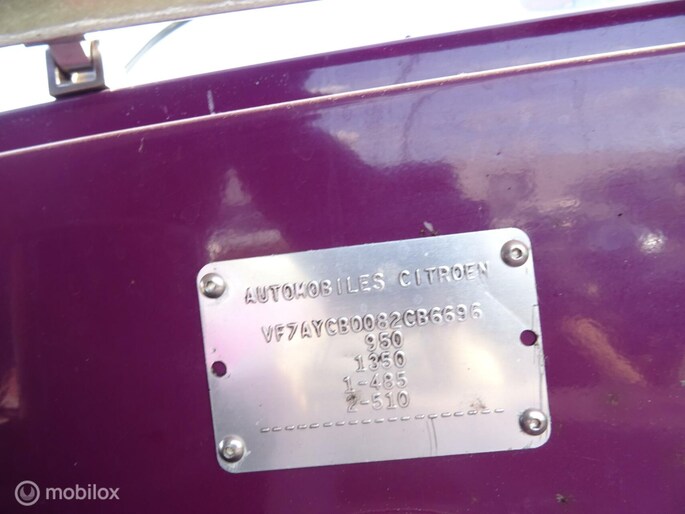 AUTOMOBILES CITROEN
VF7AYCB0082CB6696
950
1350
1-485
2-510
--------------------
mobilox